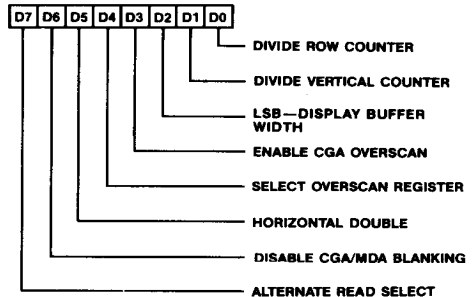 D7 D6 D5 D4 D3 D2 D1 D0
DIVIDE ROW COUNTER
DIVIDE VERTICAL COUNTER
LSB—DISPLAY BUFFER
WIDTH
ENABLE CGA OVERSCAN
SELECT OVERSCAN REGISTER
HORIZONTAL DOUBLE
DISABLE CGA/MDA BLANKING
ALTERNATE READ SELECT